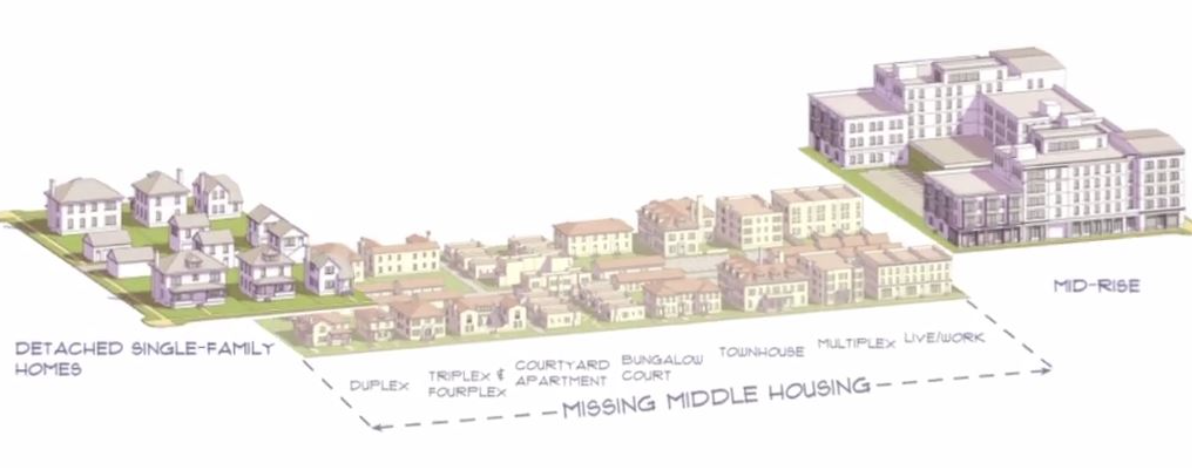 DETACHED SINGLE-FAMILY
HOMES
DUPLEX
TRIPLEX &
FOURPLEX
COURTYARD
APARTMENT
BUNGALOW
COURT
TOWNHOUSE
MULTIPLEX
LIVE/WORK
MISSING MIDDLE HOUSING
MID-RISE